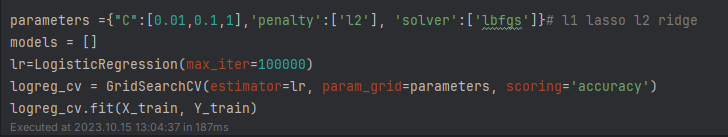 parameters ={"C":[0.01,0.1,1],'penalty':['l2'], 'solver':['lbfgs']}# l1 lasso l2 ridge
models = []
lr=LogisticRegression(max_iter=100000)
logreg_cv = GridSearchCV(estimator=lr, param_grid=parameters, scoring='accuracy')
logreg_cv.fit(X_train, Y_train)
Executed at 2023.10.15 13:04:37 in 187ms